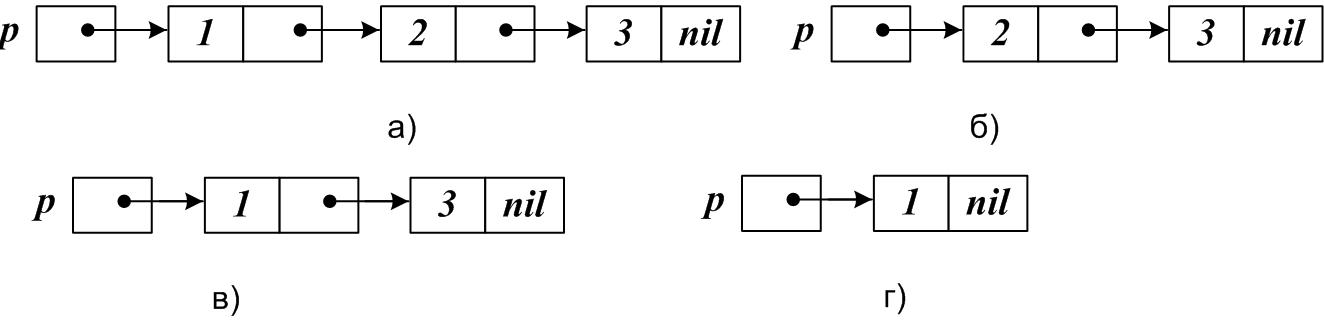 p 1 2 3 nil p 2 3 nil
а) б)
p 1 3 nil p 1 nil
в) г)